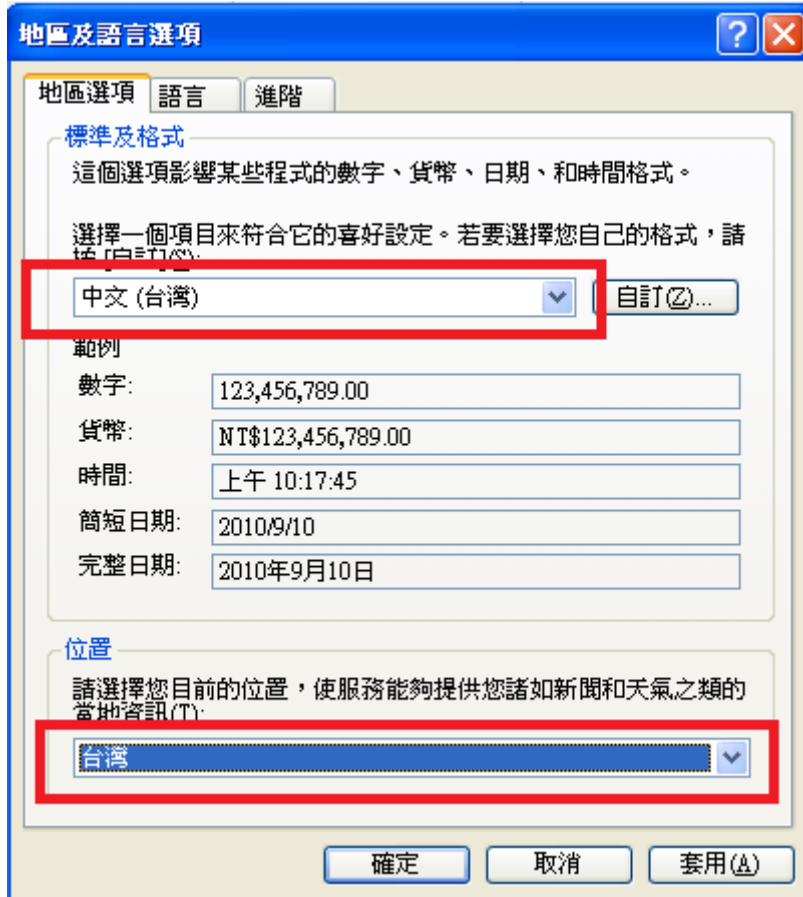 地區及語言選項
地區選項 語言 進階
標準及格式
這個選項影響某些程式的數字、貨幣、日期、和時間格式。
選擇一個項目來符合它的喜好設定。若要選擇您自己的格式,請
按 [自訂](S):
中文 (台灣) 自訂(Z)...
範例
數字: 123,456,789.00
貨幣: NT$123,456,789.00
時間: 上午 10:17:45
簡短日期: 2010/9/10
完整日期: 2010年9月10日
位置
請選擇您目前的位置,使服務能夠提供您諸如新聞和天氣之類的
當地資訊(T):
台灣
確定 取消 套用(A)